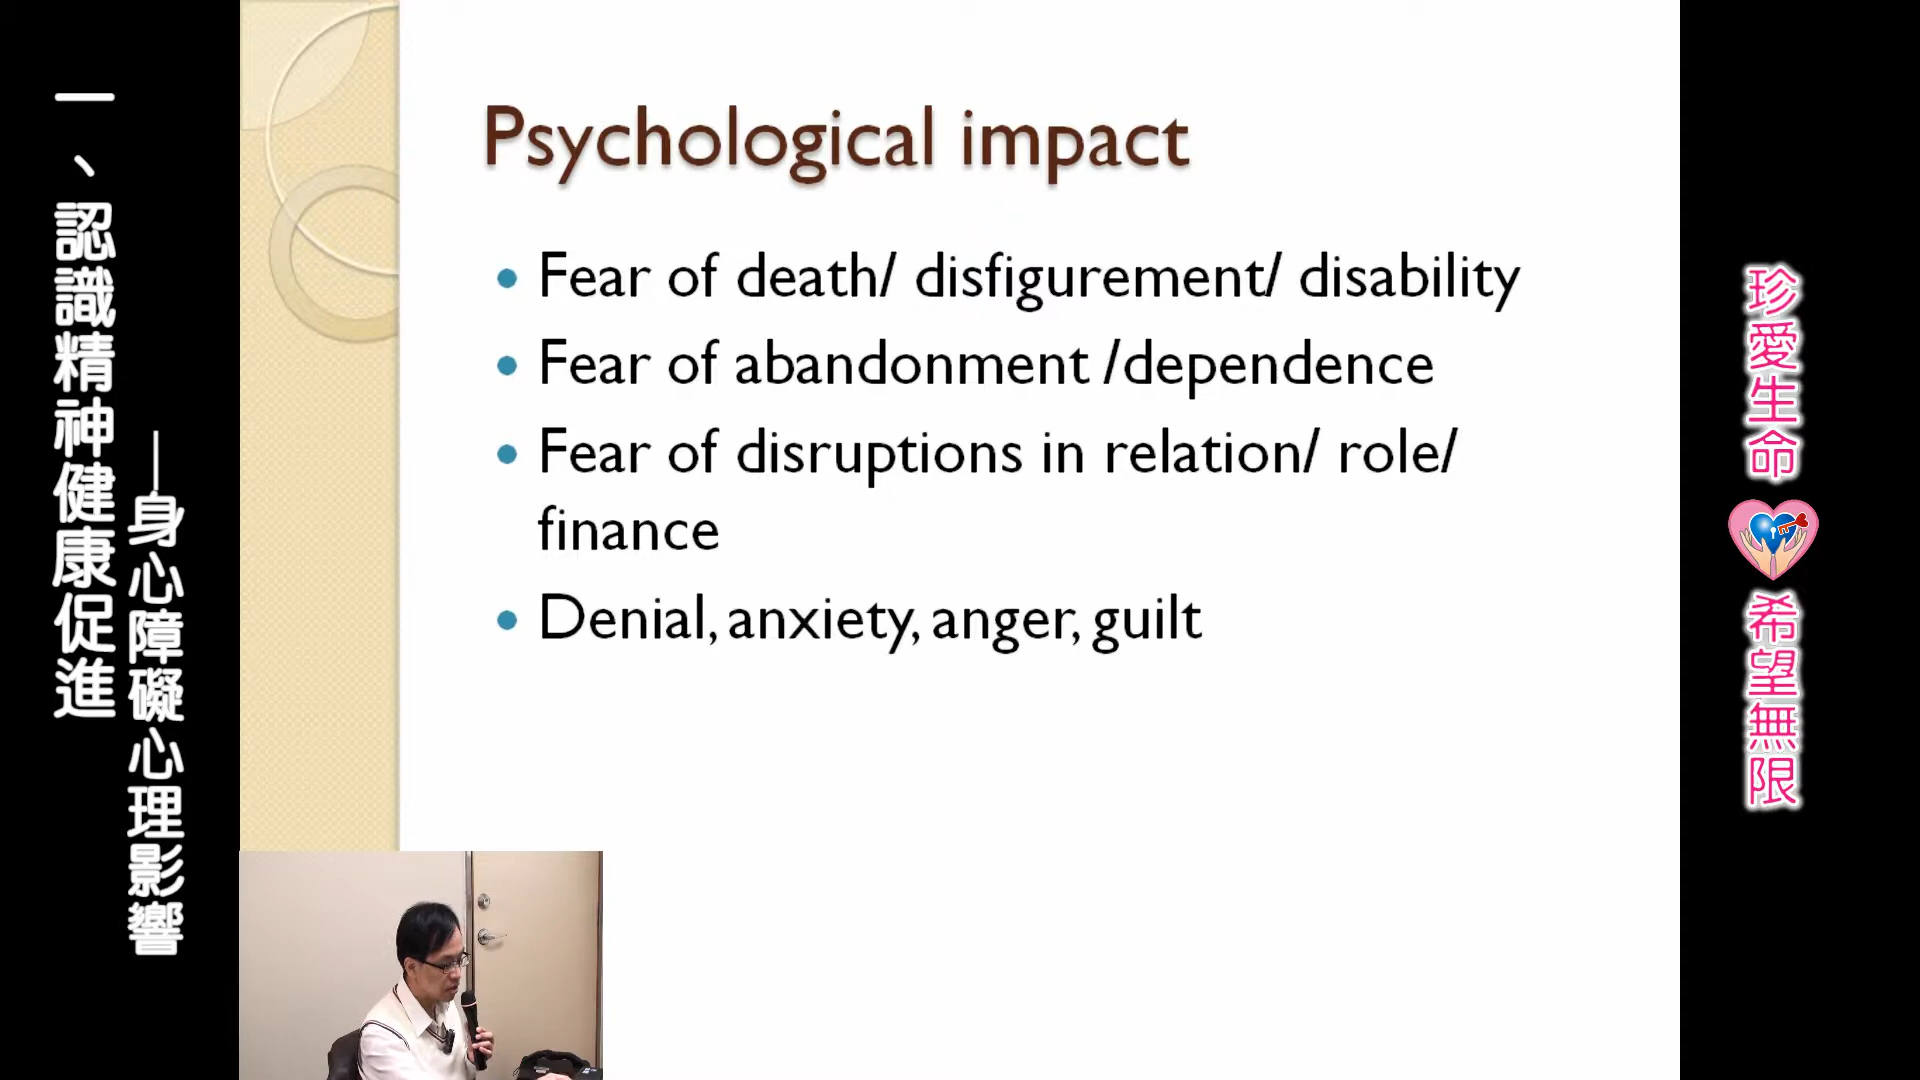 一、認識精神健康促進
—身心障礙心理影響
Psychological impact
Fear of death/ disfigurement/ disability
Fear of abandonment /dependence
Fear of disruptions in relation/ role/
finance
Denial, anxiety, anger, guilt
珍愛生命
希望無限